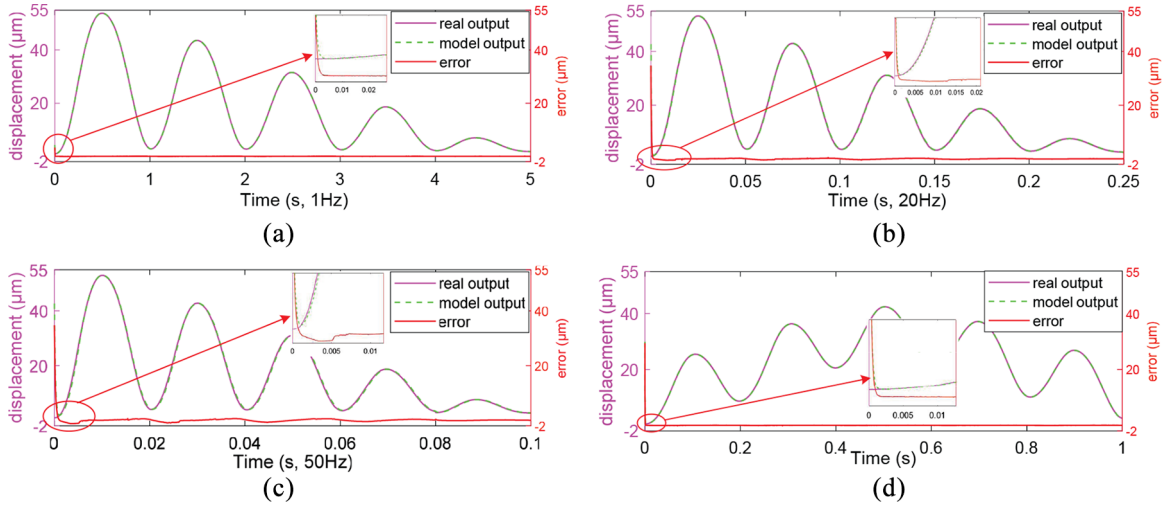 55
40
20
-2
displacement (μm)
0
0.01
0.02
real output
model output
error
55
40
20
-2
error (μm)
0
1
2
3
4
5
Time (s, 1Hz)
(a)
55
40
20
-2
displacement (μm)
0
0.005
0.01
0.015
0.02
real output
model output
error
55
40
20
-2
error (μm)
0
0.05
0.1
0.15
0.2
0.25
Time (s, 20Hz)
(b)
55
40
20
-2
displacement (μm)
0
0.005
0.01
real output
model output
error
55
40
20
-2
error (μm)
0
0.02
0.04
0.06
0.08
0.1
Time (s, 50Hz)
(c)
55
40
20
-2
displacement (μm)
0
0.005
0.01
real output
model output
error
55
40
20
-2
error (μm)
0
0.2
0.4
0.6
0.8
1
Time (s)
(d)